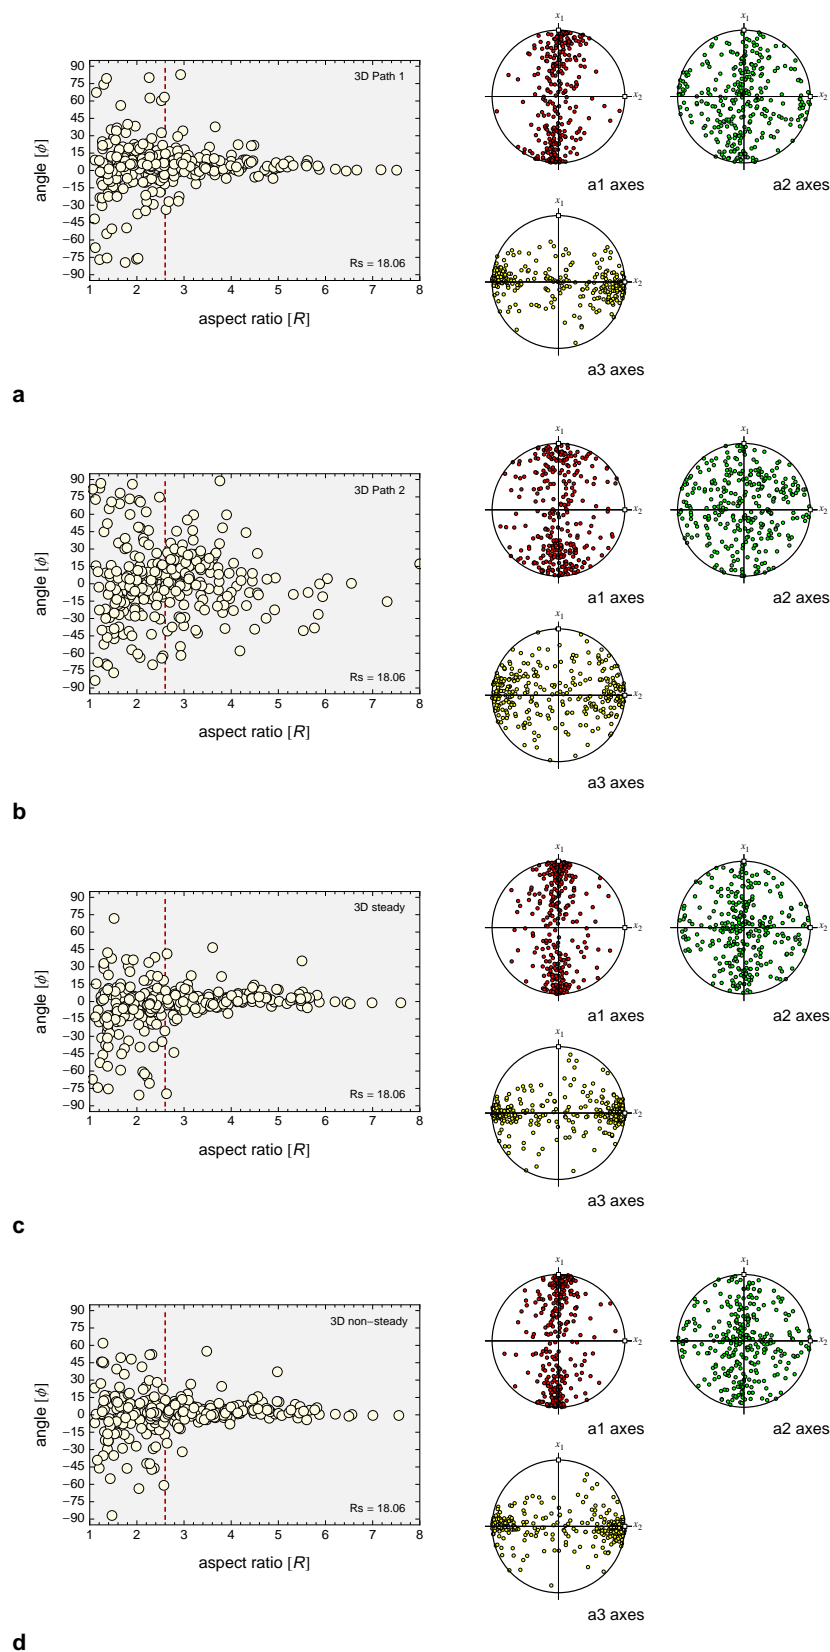 x1
90
75
60
45
30
15
0
−15
−30
−45
−60
−75
−90
angle [ϕ]
3D Path 1
Rs = 18.06
1 2 3 4 5 6 7 8
aspect ratio [R]
x2
a1 axes
x1
a2 axes
x1
x2
a3 axes
a
x1
90
75
60
45
30
15
0
−15
−30
−45
−60
−75
−90
angle [ϕ]
3D Path 2
Rs = 18.06
1 2 3 4 5 6 7 8
aspect ratio [R]
x2
a1 axes
x1
x2
a2 axes
x1
x2
a3 axes
b
x1
90
75
60
45
30
15
0
−15
−30
−45
−60
−75
−90
angle [ϕ]
3D steady
Rs = 18.06
1 2 3 4 5 6 7 8
aspect ratio [R]
x2
a1 axes
x1
x2
a2 axes
x1
x2
a3 axes
c
x1
90
75
60
45
30
15
0
−15
−30
−45
−60
−75
−90
angle [ϕ]
3D non−steady
Rs = 18.06
1 2 3 4 5 6 7 8
aspect ratio [R]
x2
a1 axes
x1
x2
a2 axes
x1
x2
a3 axes
d